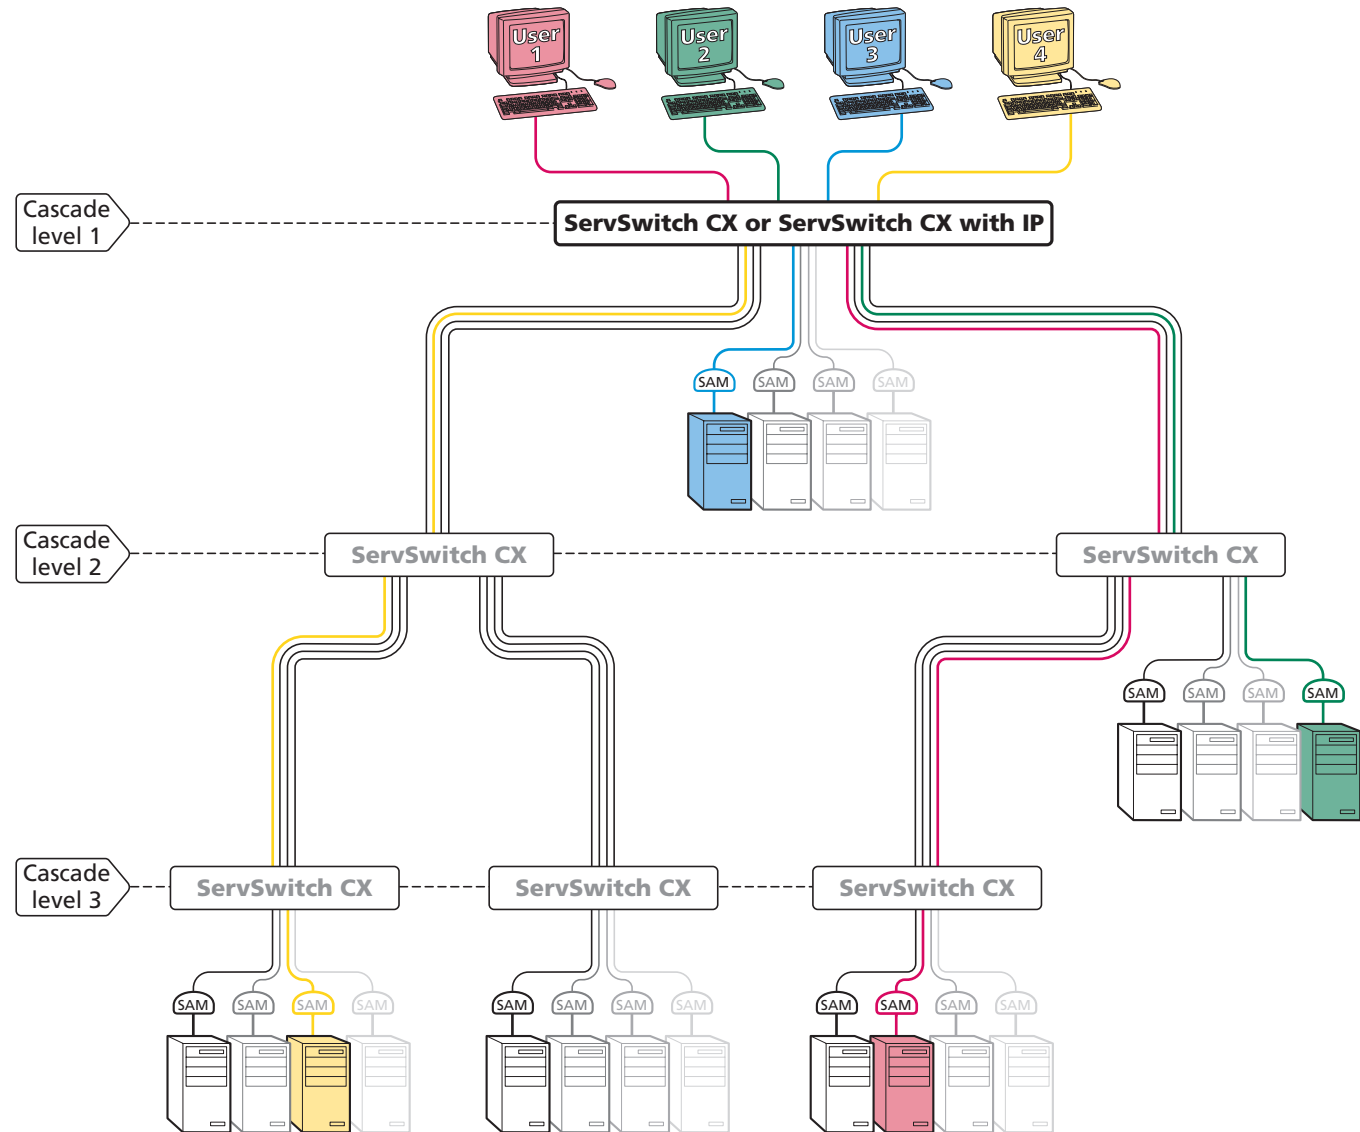 User
1
User
2
User
3
User
4
Cascade
level 1
ServSwitch CX or ServSwitch CX with IP
SAM
SAM
SAM
SAM
Cascade
level 2
ServSwitch CX
ServSwitch CX
SAM
SAM
SAM
SAM
Cascade
level 3
ServSwitch CX
ServSwitch CX
ServSwitch CX
SAM
SAM
SAM
SAM
SAM
SAM
SAM
SAM
SAM
SAM
SAM
SAM